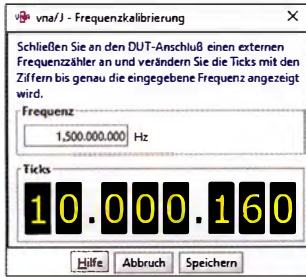 vna/J - Frequenzkalibrierung
Schließen Sie an den DUT-Anschluß einen externen
Frequenzzähler an und verändern Sie die Ticks mit den
Ziffern bis genau die eingegebene Frequenz angezeigt
wird.
Frequenz
1,500.000.000 Hz
Ticks
10.000.160
Hilfe Abbruch Speichern